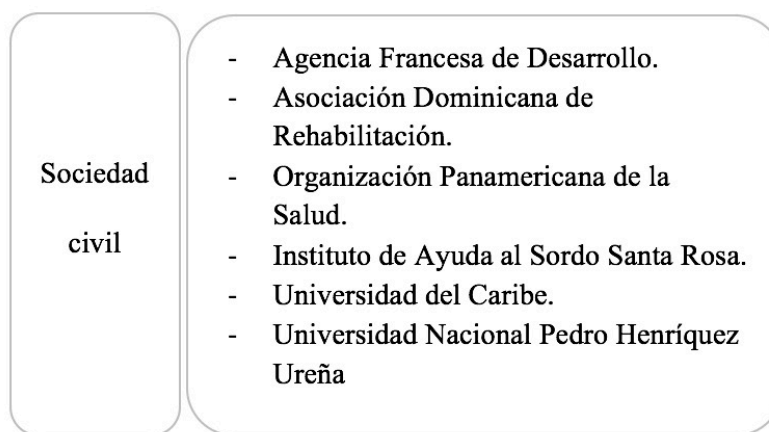 Sociedad
civil
- Agencia Francesa de Desarrollo.
- Asociación Dominicana de
Rehabilitación.
- Organización Panamericana de la
Salud.
- Instituto de Ayuda al Sordo Santa Rosa.
- Universidad del Caribe.
- Universidad Nacional Pedro Henríquez
Ureña